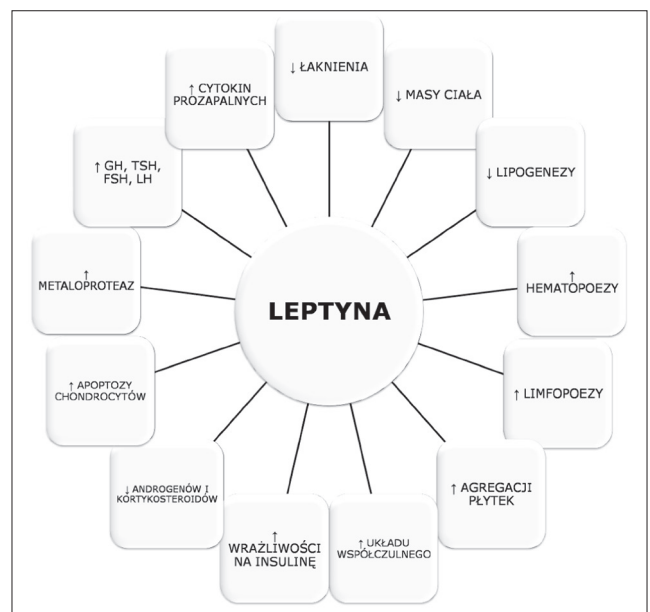 ↓ ŁAKNIENIA
↓ MASY CIAŁA
↓ LIPOGENEZY
↑
HEMATOPOEZY
↑ LIMFOPOEZY
↑ AGREGACJI
PŁYTEK
↑ UKŁADU
WSPÓŁCZULNEGO
↑
WRAŻLIWOŚCI
NA INSULINĘ
↓ ANDROGENÓW I
KORTYKOSTEROIDÓW
↑ APOPTOZY
CHONDROCYTÓW
↑
METALOPROTEAZ
↑ GH, TSH,
FSH, LH
↑ CYTOKIN
PROZAPALNYCH
LEPTYNA